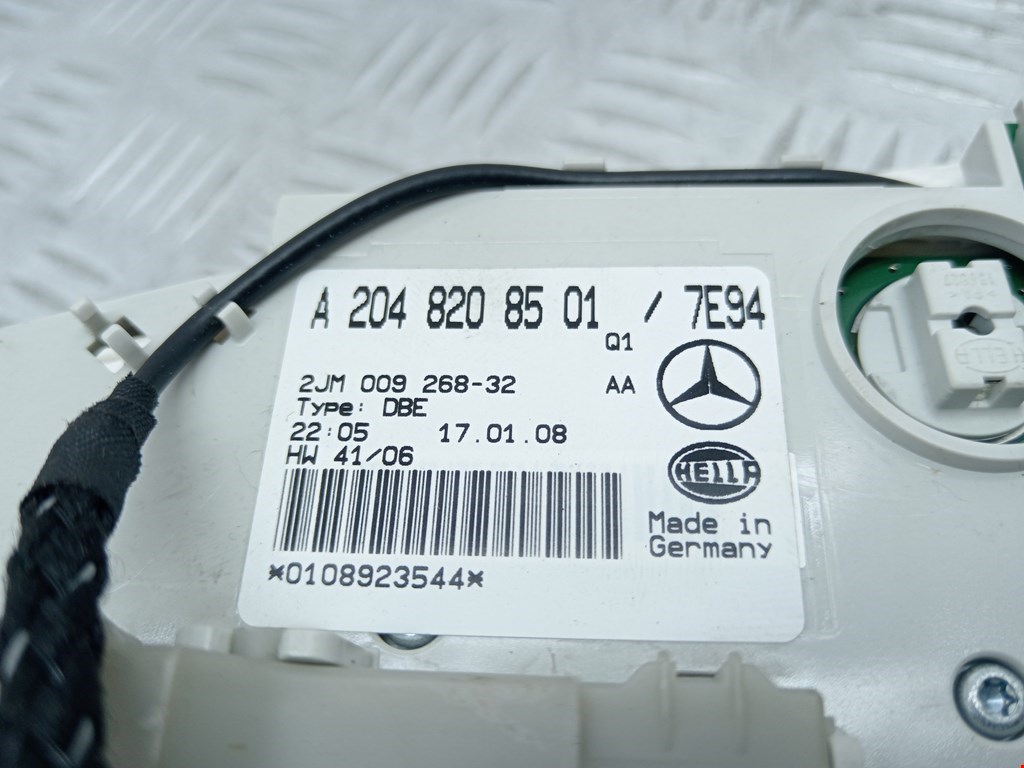 A 204 820 85 01 / 7E94
Q1
2JM 009 268-32 AA
Type: DBE
22:05 17.01.08
HW 41/06
HELLA
Made in
Germany
*0108923544*
HELLA